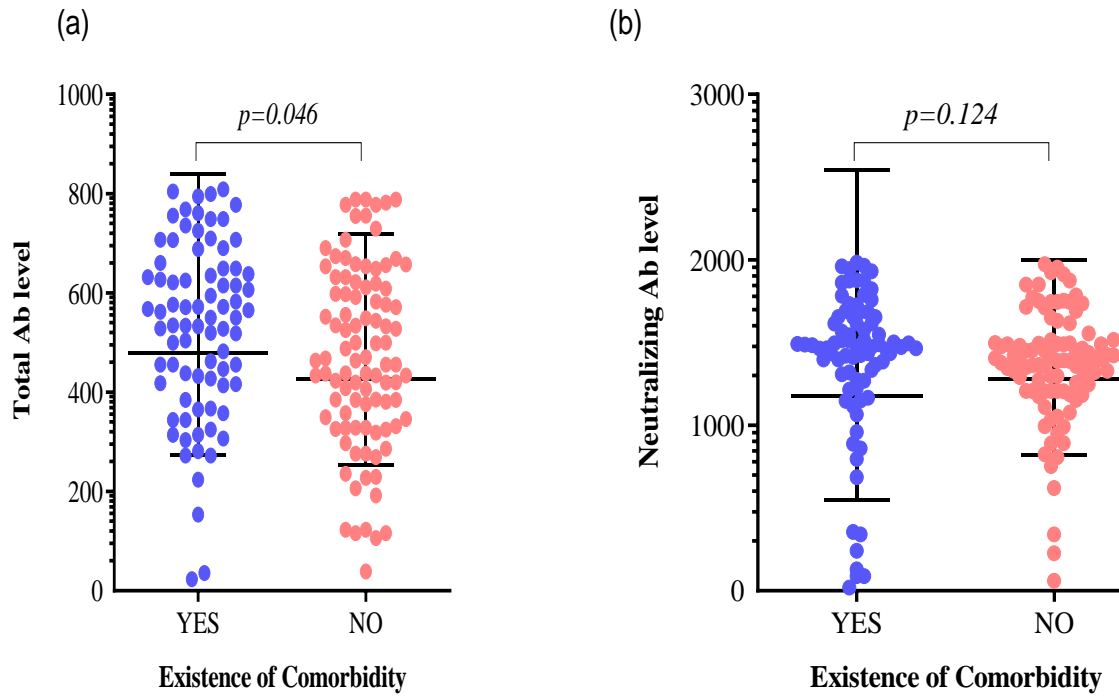 (a)
p=0.046
1000
800
600
400
200
0
Total Ab level
YES NO
Existence of Comorbidity
(b)
p=0.124
3000
2000
1000
0
Neutralizing Ab level
YES NO
Existence of Comorbidity